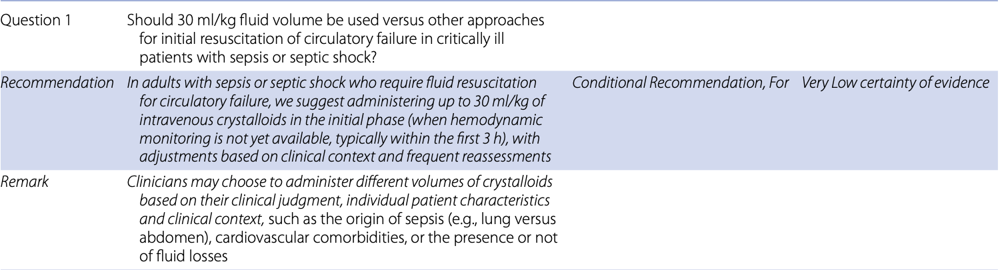 Question 1 Should 30 ml/kg fluid volume be used versus other approaches
for initial resuscitation of circulatory failure in critically ill
patients with sepsis or septic shock?
Recommendation In adults with sepsis or septic shock who require fluid resuscitation Conditional Recommendation, For Very Low certainty of evidence
for circulatory failure, we suggest administering up to 30 ml/kg of
intravenous crystalloids in the initial phase (when hemodynamic
monitoring is not yet available, typically within the first 3 h), with
adjustments based on clinical context and frequent reassessments
Remark Clinicians may choose to administer different volumes of crystalloids
based on their clinical judgment, individual patient characteristics
and clinical context, such as the origin of sepsis (e.g., lung versus
abdomen), cardiovascular comorbidities, or the presence or not
of fluid losses